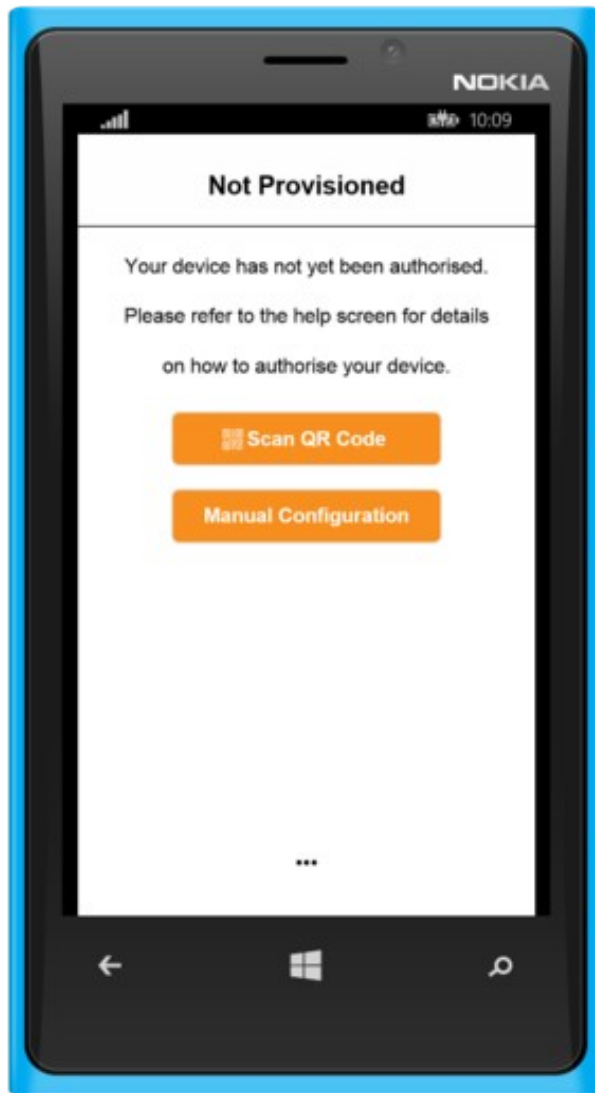 NOKIA
10:09
Not Provisioned
Your device has not yet been authorised.
Please refer to the help screen for details
on how to authorise your device.
Scan QR Code
Manual Configuration
...